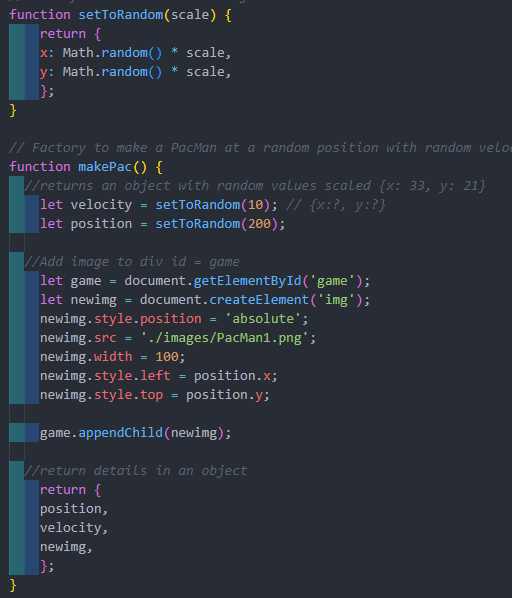 function setToRandom(scale) {
return {
x: Math.random() * scale,
y: Math.random() * scale,
};
}
// Factory to make a PacMan at a random position with random
function makePac() {
//returns an object with random values scaled {x: 33, y: 21}
let velocity = setToRandom(10); // {x:?, y:?}
let position = setToRandom(200);
//Add image to div id = game
let game = document.getElementById('game');
let newimg = document.createElement('img');
newimg.style.position = 'absolute';
newimg.src = './images/PacMan1.png';
newimg.width = 100;
newimg.style.left = position.x;
newimg.style.top = position.y;
game.appendChild(newimg);
//return details in an object
return {
position,
velocity,
newimg,
};
}